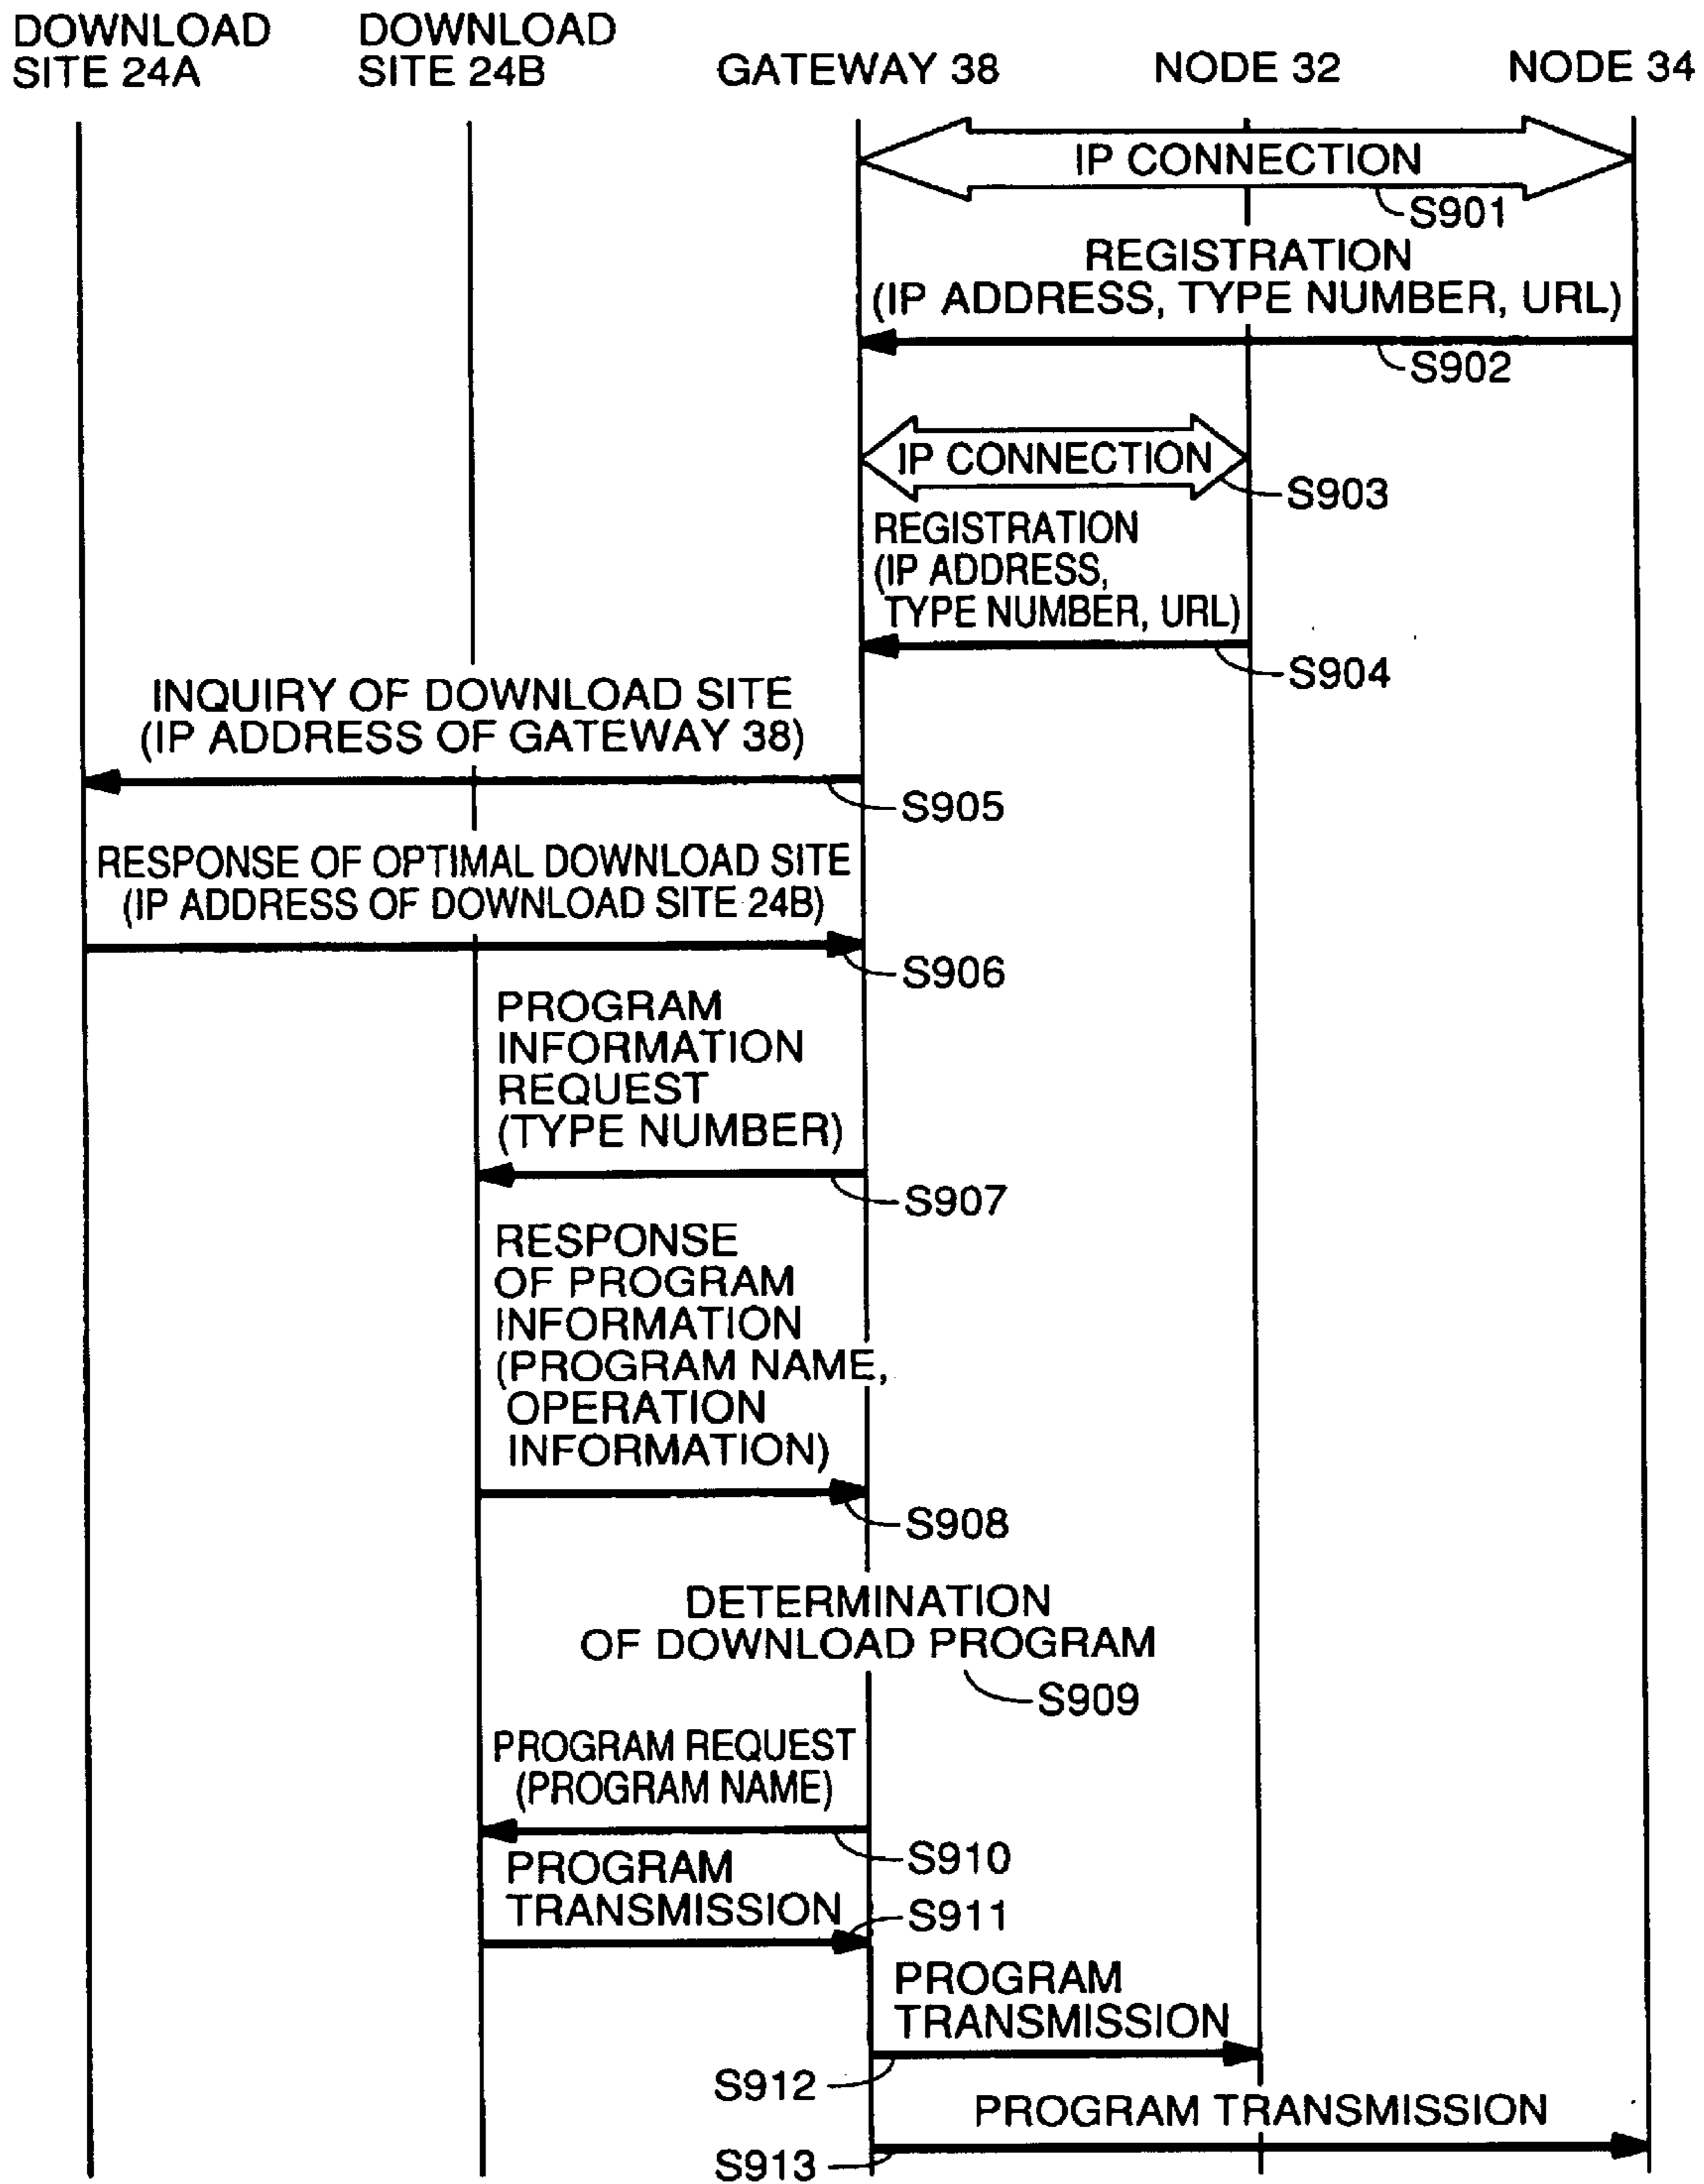 DOWNLOAD
SITE 24A
DOWNLOAD
SITE 24B
GATEWAY 38
NODE 32
NODE 34
IP CONNECTION
S901
REGISTRATION
(IP ADDRESS, TYPE NUMBER, URL)
S902
IP CONNECTION
S903
REGISTRATION
(IP ADDRESS,
TYPE NUMBER, URL)
S904
INQUIRY OF DOWNLOAD SITE
(IP ADDRESS OF GATEWAY 38)
S905
RESPONSE OF OPTIMAL DOWNLOAD SITE
(IP ADDRESS OF DOWNLOAD SITE 24B)
S906
PROGRAM
INFORMATION
REQUEST
(TYPE NUMBER)
S907
RESPONSE
OF PROGRAM
INFORMATION
(PROGRAM NAME,
OPERATION
INFORMATION)
S908
DETERMINATION
OF DOWNLOAD PROGRAM
S909
PROGRAM REQUEST
(PROGRAM NAME)
S910
PROGRAM
TRANSMISSION
S911
PROGRAM
TRANSMISSION
S912
PROGRAM TRANSMISSION
S913